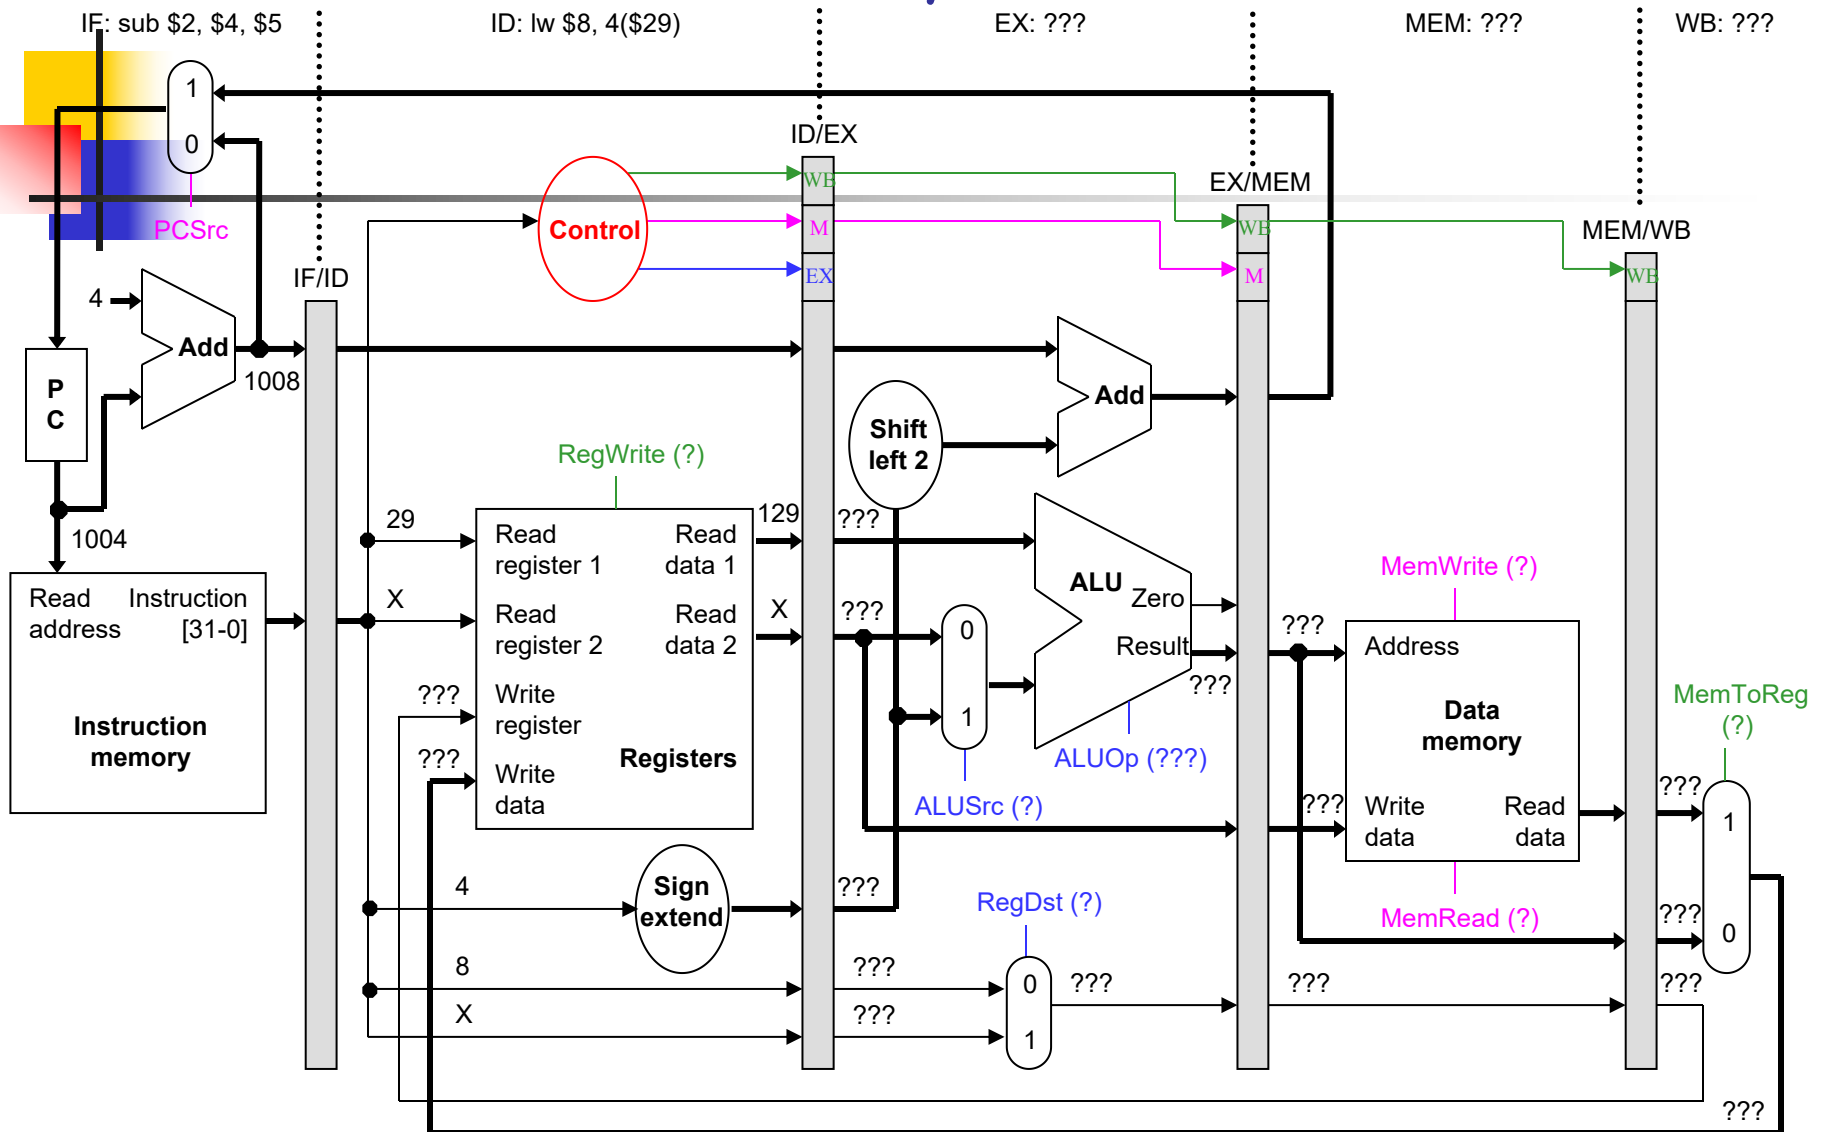 IF: sub $2, $4, $5
ID: lw $8, 4($29)
EX: ???
MEM: ???
WB: ???
1
0
PCSrc
ID/EX
WB
M
EX
Control
EX/MEM
WB
M
MEM/WB
WB
IF/ID
4
Add
1008
P
C
1004
Add
Shift
left 2
RegWrite (?)
29
X
Read
register 1
Read
data 1
129
???
Read
register 2
Read
data 2
X
???
???
Write
register
???
Write
data
Registers
Read
address
Instruction
[31-0]
Instruction
memory
0
1
ALU
Zero
Result
???
ALUOp (???)
ALUSrc (?)
MemWrite (?)
???
Address
Data
memory
???
Write
data
Read
data
MemRead (?)
MemToReg
(?)
???
1
???
0
4
Sign
extend
???
RegDst (?)
8
???
0
???
???
???
X
???
1
???